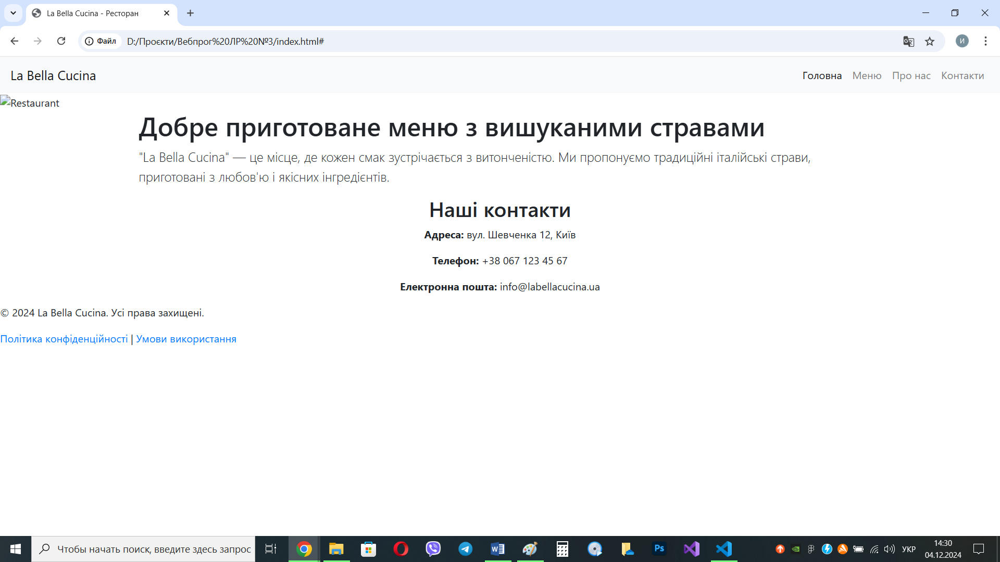 La Bella Cucina - Ресторан
Файл
D:/Проєкти/Вебпрог%20ЛР%20№3/index.html#
И
La Bella Cucina
Головна Меню Про нас Контакти
Restaurant
Добре приготоване меню з вишуканими стравами
"La Bella Cucina" — це місце, де кожен смак зустрічається з витонченістю. Ми пропонуємо традиційні італійські страви,
приготовані з любов'ю і якісних інгредієнтів.
Наші контакти
Адреса: вул. Шевченка 12, Київ
Телефон: +38 067 123 45 67
Електронна пошта: info@labellacucina.ua
© 2024 La Bella Cucina. Усі права захищені.
Політика конфіденційності | Умови використання
Чтобы начать поиск, введите здесь запрос
Ps
УКР
14:30
04.12.2024